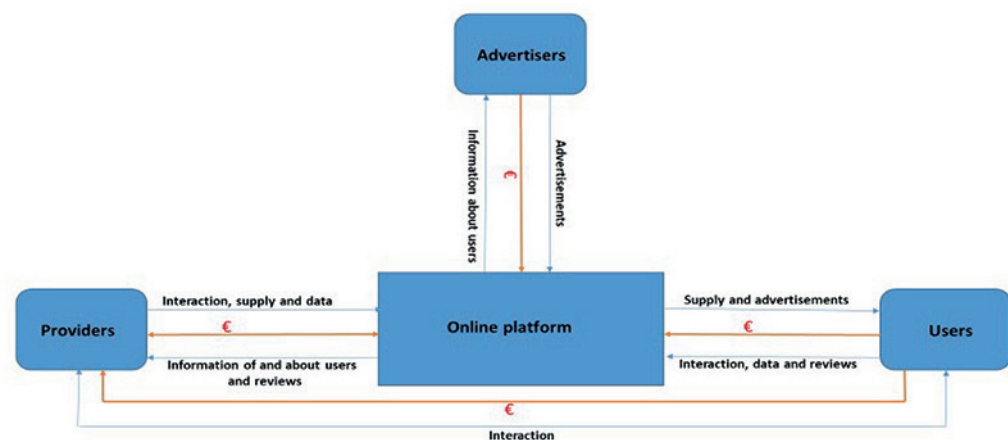 Advertisers
Information about users
€
Advertisements
Interaction, supply and data
Supply and advertisements
Providers
€
Online platform
€
Users
Information of and about users
and reviews
Interaction, data and reviews
€
Interaction